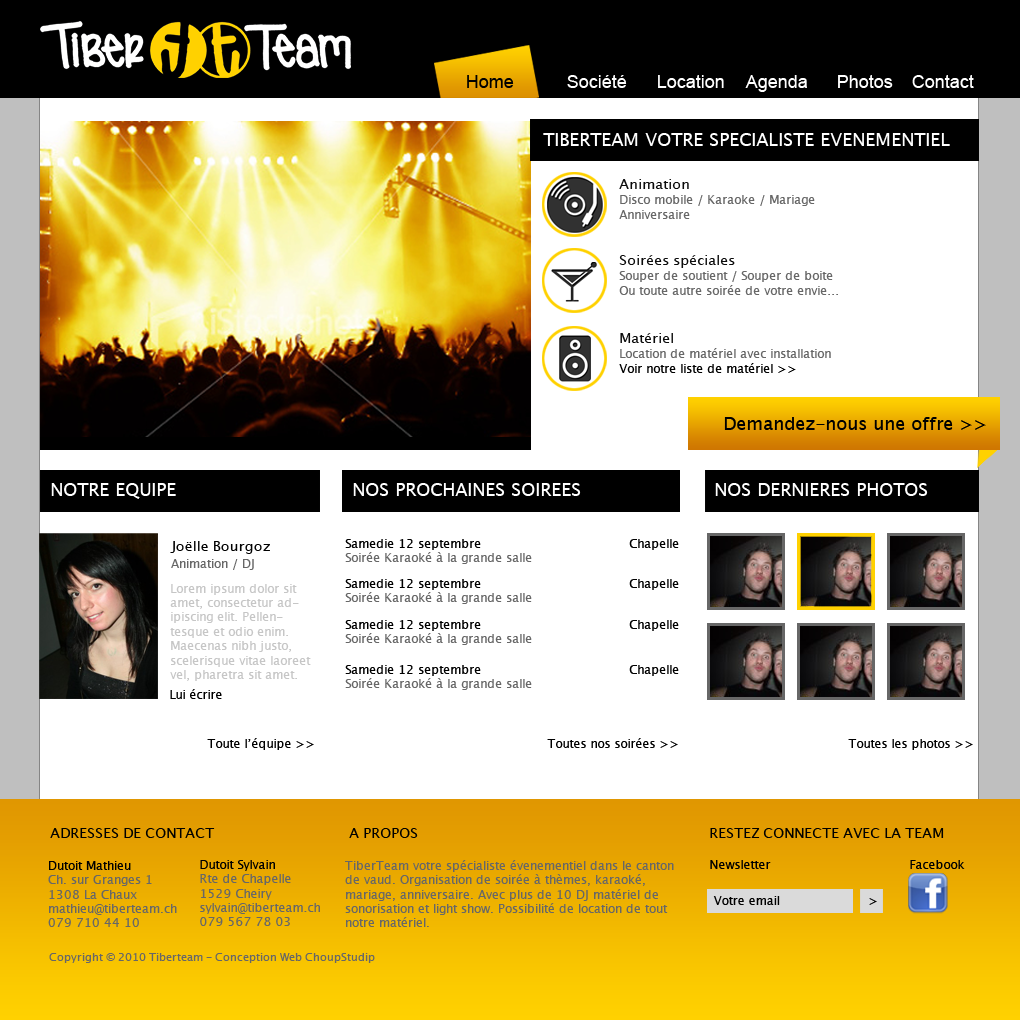 TIBER TEAM
Home Société Location Agenda Photos Contact
TIBERTEAM VOTRE SPECIALISTE EVENEMENTIEL
Animation
Disco mobile / Karaoke / Mariage
Anniversaire
Soirées spéciales
Souper de soutient / Souper de boite
Ou toute autre soirée de votre envie...
iStockphoto
Matériel
Location de matériel avec installation
Voir notre liste de matériel >>
Demandez-nous une offre >>
NOTRE EQUIPE
Joëlle Bourgoz
Animation / DJ
Lorem ipsum dolor sit
amet, consectetur ad-
ipiscing elit. Pellen-
tesque et odio enim.
Maecenas nibh justo,
scelerisque vitae laoreet
vel, pharetra sit amet.
Lui écrire
Toute l'équipe >>
NOS PROCHAINES SOIREES
Samedie 12 septembre Chapelle
Soirée Karaoké à la grande salle
Samedie 12 septembre Chapelle
Soirée Karaoké à la grande salle
Samedie 12 septembre Chapelle
Soirée Karaoké à la grande salle
Samedie 12 septembre Chapelle
Soirée Karaoké à la grande salle
Toutes nos soirées >>
NOS DERNIERES PHOTOS
Toutes les photos >>
ADRESSES DE CONTACT
Dutoit Mathieu
Ch. sur Granges 1
1308 La Chaux
mathieu@tiberteam.ch
079 710 44 10
Dutoit Sylvain
Rte de Chapelle
1529 Cheiry
sylvain@tiberteam.ch
079 567 78 03
A PROPOS
TiberTeam votre spécialiste évenementiel dans le canton
de vaud. Organisation de soirée à thèmes, karaoké,
mariage, anniversaire. Avec plus de 10 DJ matériel de
sonorisation et light show. Possibilité de location de tout
notre matériel.
RESTEZ CONNECTE AVEC LA TEAM
Newsletter
Votre email >
Facebook
f
Copyright © 2010 Tiberteam - Conception Web ChoupStudip